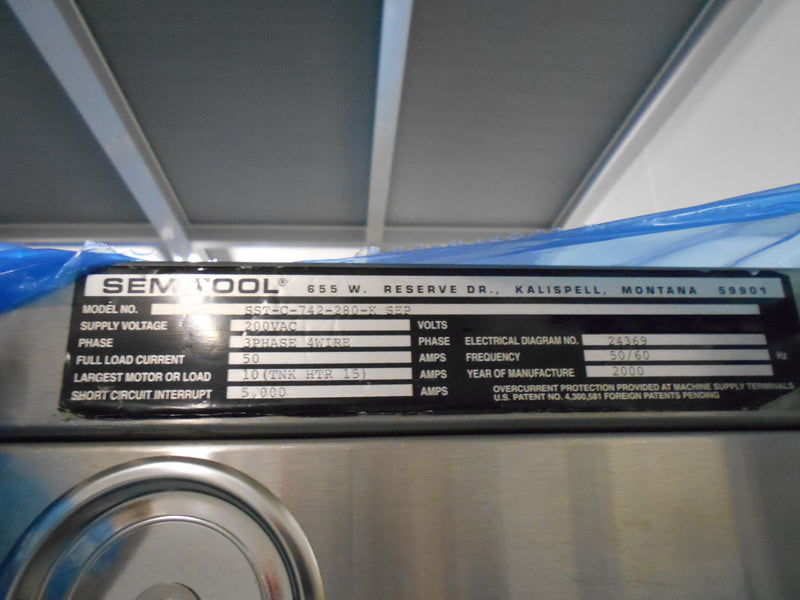 SEMITOOL® 655 W. RESERVE DR., KALISPELL, MONTANA 59901
MODEL NO. SST-C-742-280-K SEP
SUPPLY VOLTAGE 200VAC VOLTS
PHASE 3PHASE 4WIRE PHASE ELECTRICAL DIAGRAM NO. 24369
FULL LOAD CURRENT 50 AMPS FREQUENCY 50/60 Hz
LARGEST MOTOR OR LOAD 10(TNK HTR 15) AMPS YEAR OF MANUFACTURE 2000
SHORT CIRCUIT INTERRUPT 5,000 AMPS OVERCURRENT PROTECTION PROVIDED AT MACHINE SUPPLY TERMINALS
U.S. PATENT NO. 4,300,581 FOREIGN PATENTS PENDING